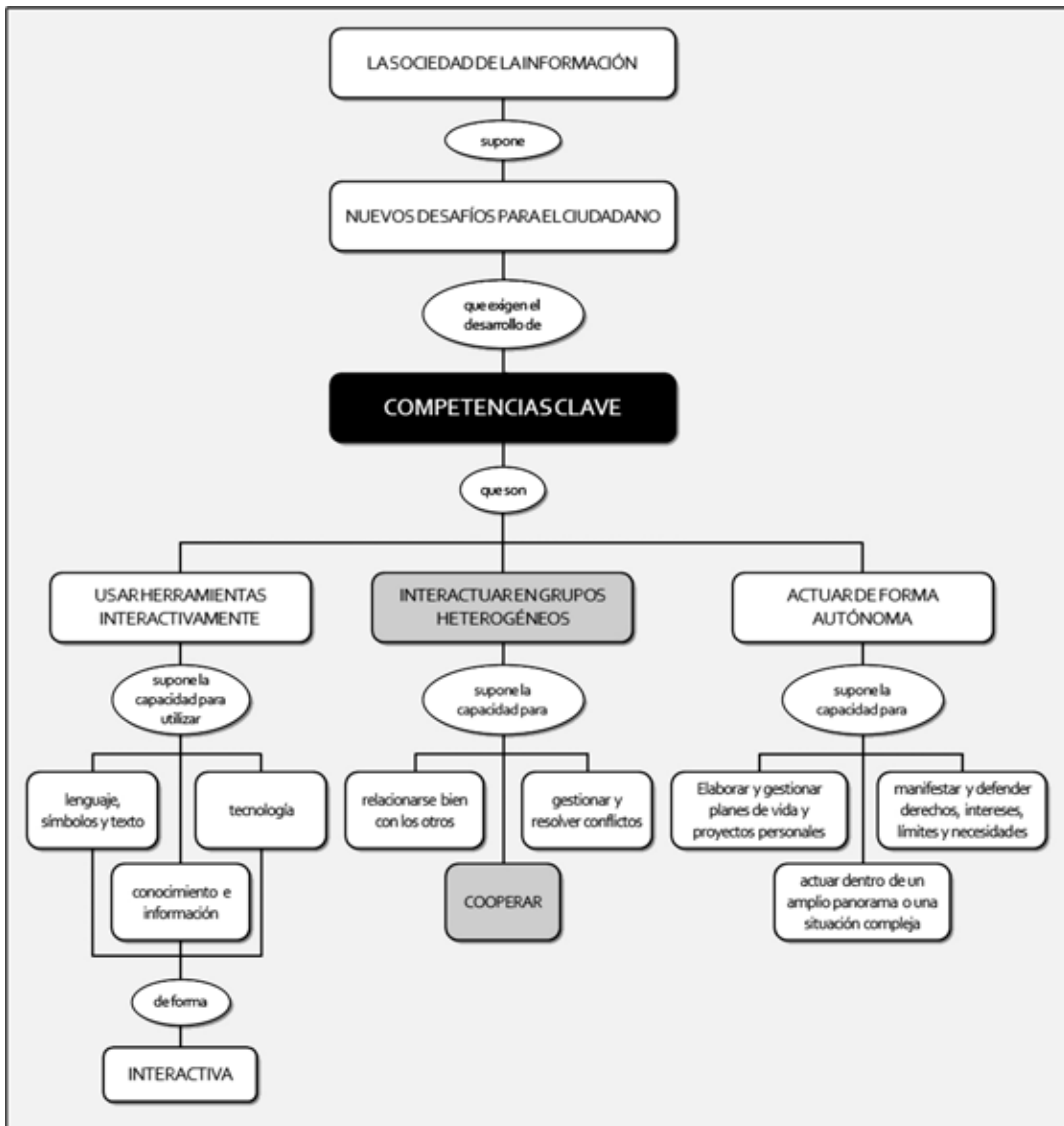 LA SOCIEDAD DE LA INFORMACIÓN
supone
NUEVOS DESAFÍOS PARA EL CIUDADANO
que exigen el
desarrollo de
COMPETENCIAS CLAVE
que son
USAR HERRAMIENTAS
INTERACTIVAMENTE
supone la
capacidad para
utilizar
lenguaje,
símbolos y texto
tecnología
conocimiento e
información
de forma
INTERACTIVA
INTERACTUAR EN GRUPOS
HETEROGÉNEOS
supone la
capacidad para
relacionarse bien
con los otros
gestionar y
resolver conflictos
COOPERAR
ACTUAR DE FORMA
AUTÓNOMA
supone la
capacidad para
Elaborar y gestionar
planes de vida y
proyectos personales
manifestar y defender
derechos, intereses,
límites y necesidades
actuar dentro de un
amplio panorama o una
situación compleja